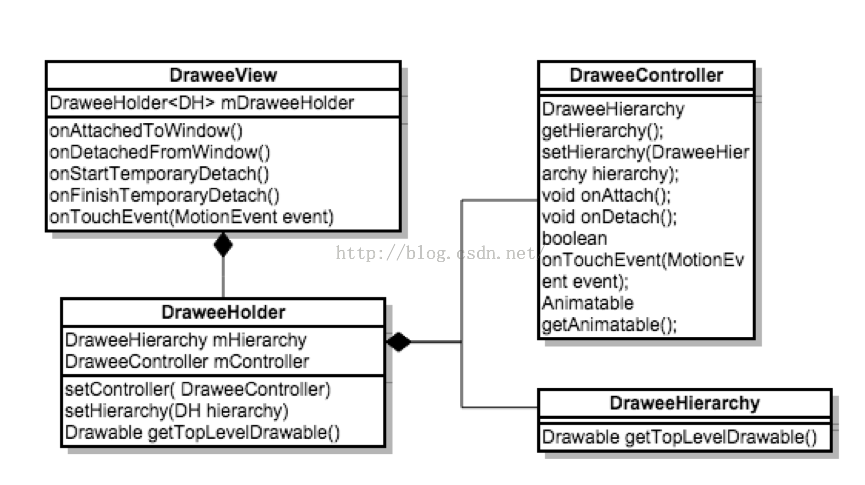 DraweeView
DraweeHolder<DH> mDraweeHolder
onAttachedToWindow()
onDetachedFromWindow()
onStartTemporaryDetach()
onFinishTemporaryDetach()
onTouchEvent(MotionEvent event)
DraweeHolder
DraweeHierarchy mHierarchy
DraweeController mController
setController( DraweeController)
setHierarchy(DH hierarchy)
Drawable getTopLevelDrawable()
DraweeController
DraweeHierarchy
getHierarchy();
setHierarchy(DraweeHier
archy hierarchy);
void onAttach();
void onDetach();
boolean
onTouchEvent(MotionEv
ent event);
Animatable
getAnimatable();
DraweeHierarchy
Drawable getTopLevelDrawable()
http://blog.csdn.net/